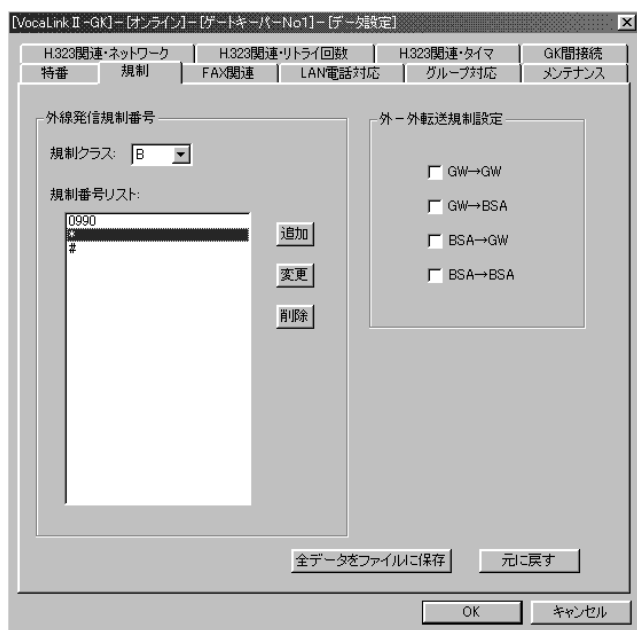 [VocaLinkⅡ-GK]－[オンライン]－[ゲートキーパーNo1]－[データ設定]
H.323関連・ネットワーク H.323関連・リトライ回数 H.323関連・タイマ GK間接続
特番 規制 FAX関連 LAN電話対応 グループ対応 メンテナンス
外線発信規制番号
規制クラス: B
規制番号リスト:
0990
*
#
追加
変更
削除
外－外転送規制設定
GW→GW
GW→BSA
BSA→GW
BSA→BSA
全データをファイルに保存 元に戻す
OK キャンセル